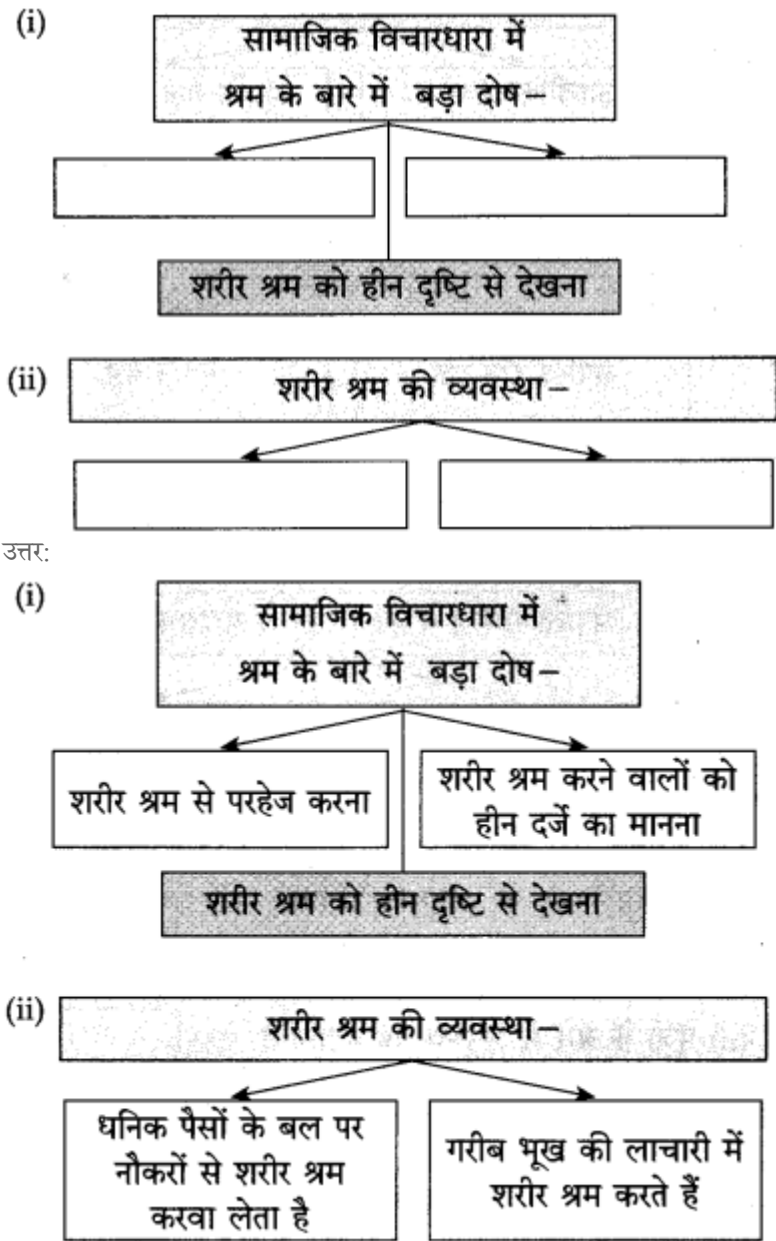 (i)
सामाजिक विचारधारा में
श्रम के बारे में बड़ा दोष–
शरीर श्रम को हीन दृष्टि से देखना
(ii)
शरीर श्रम की व्यवस्था–
उत्तर:
(i)
सामाजिक विचारधारा में
श्रम के बारे में बड़ा दोष–
शरीर श्रम से परहेज करना
शरीर श्रम करने वालों को
हीन दर्जे का मानना
शरीर श्रम को हीन दृष्टि से देखना
(ii)
शरीर श्रम की व्यवस्था–
धनिक पैसों के बल पर
नौकरों से शरीर श्रम
करवा लेता है
गरीब भूख की लाचारी में
शरीर श्रम करते हैं